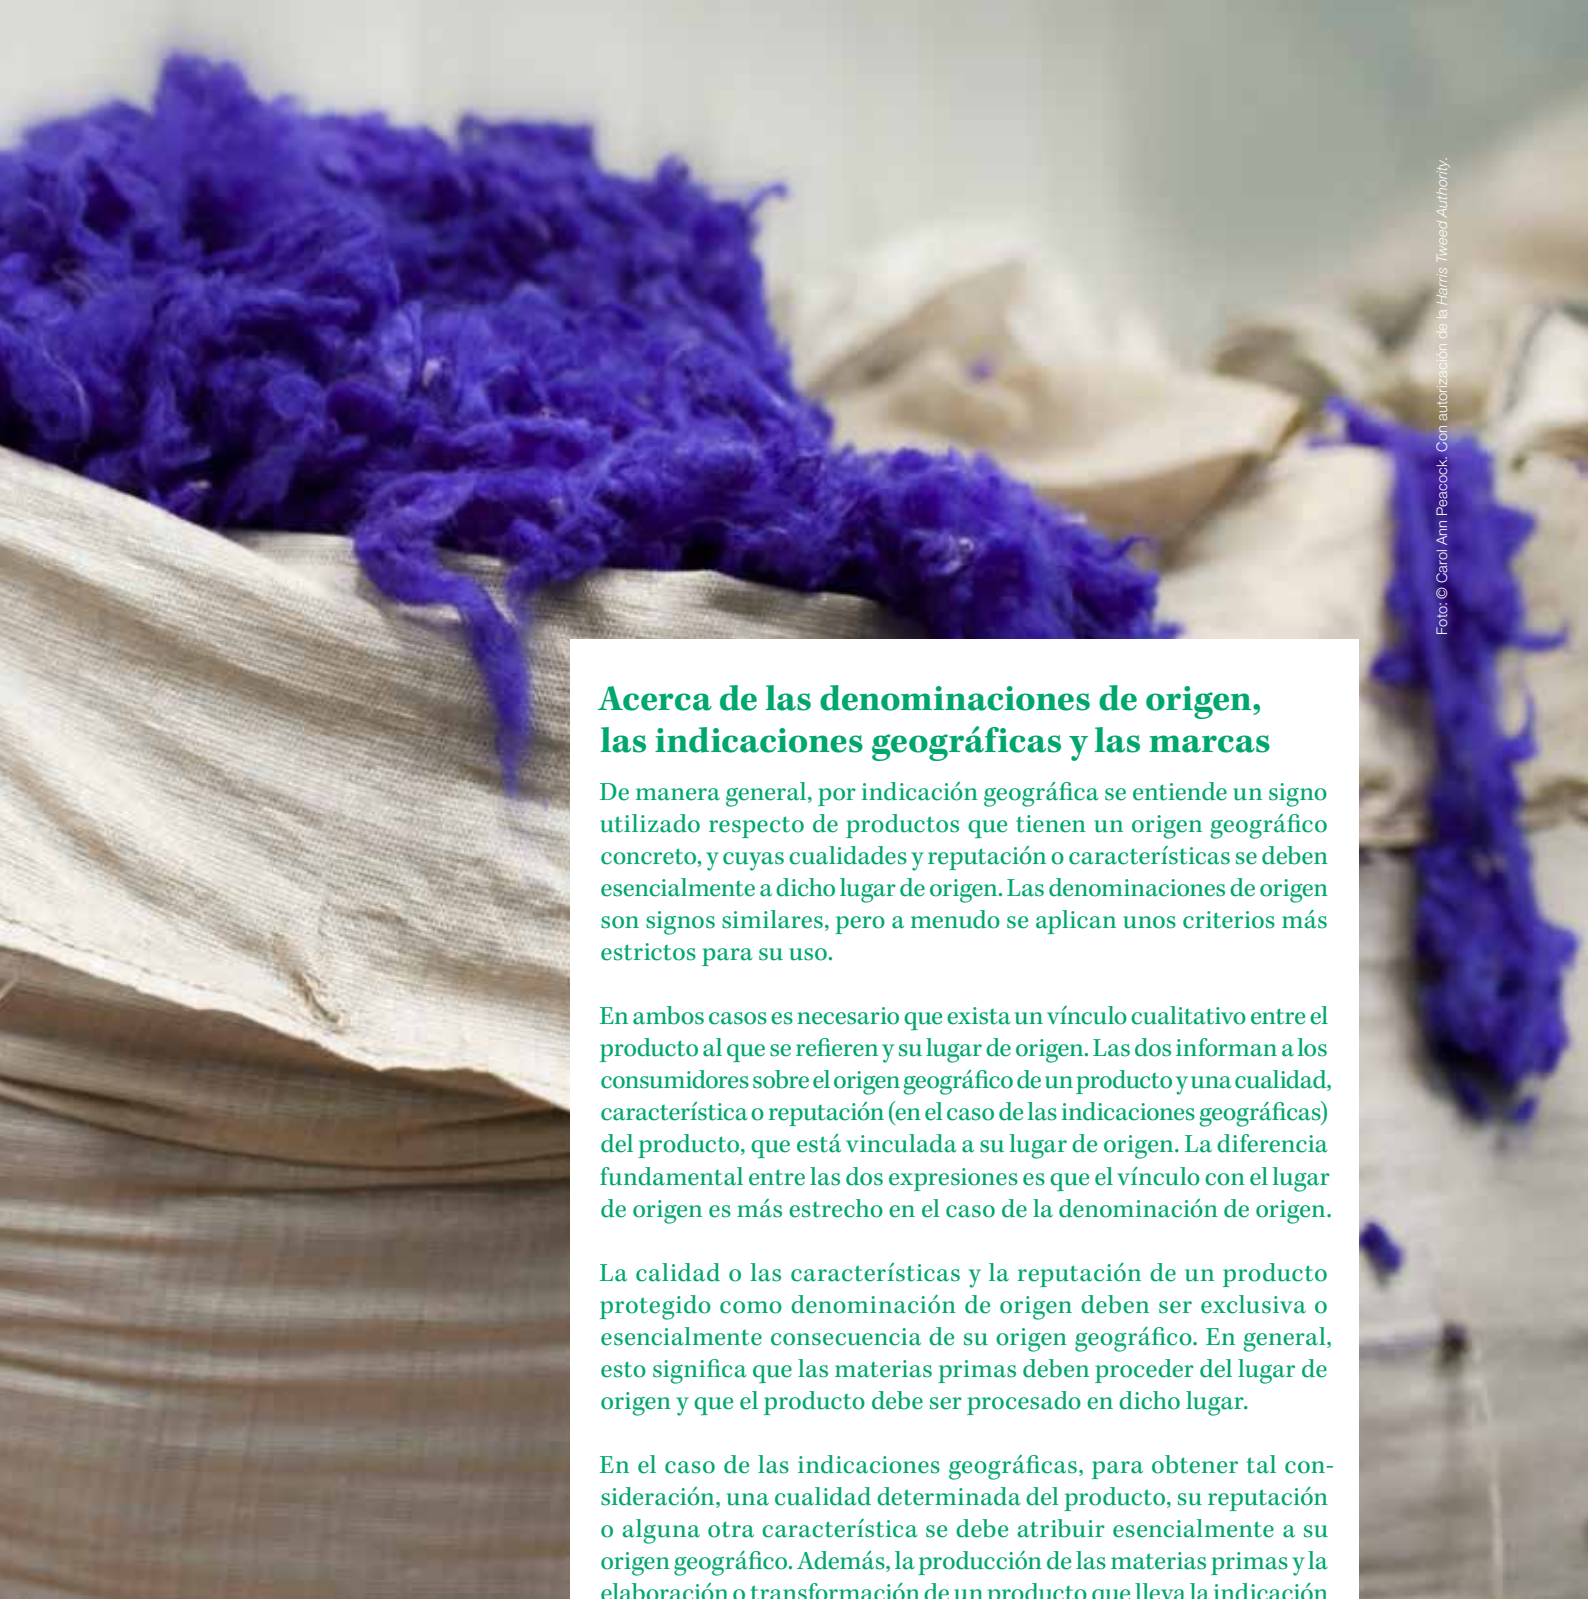 Foto: © Carol Ann Peacock. Con autorización de la Harris Tweed Authority.
Acerca de las denominaciones de origen,
las indicaciones geográficas y las marcas
De manera general, por indicación geográfica se entiende un signo
utilizado respecto de productos que tienen un origen geográfico
concreto, y cuyas cualidades y reputación o características se deben
esencialmente a dicho lugar de origen. Las denominaciones de origen
son signos similares, pero a menudo se aplican unos criterios más
estrictos para su uso.
En ambos casos es necesario que exista un vínculo cualitativo entre el
producto al que se refieren y su lugar de origen. Las dos informan a los
consumidores sobre el origen geográfico de un producto y una cualidad,
característica o reputación (en el caso de las indicaciones geográficas)
del producto, que está vinculada a su lugar de origen. La diferencia
fundamental entre las dos expresiones es que el vínculo con el lugar
de origen es más estrecho en el caso de la denominación de origen.
La calidad o las características y la reputación de un producto
protegido como denominación de origen deben ser exclusiva o
esencialmente consecuencia de su origen geográfico. En general,
esto significa que las materias primas deben proceder del lugar de
origen y que el producto debe ser procesado en dicho lugar.
En el caso de las indicaciones geográficas, para obtener tal con-
sideración, una cualidad determinada del producto, su reputación
o alguna otra característica se debe atribuir esencialmente a su
origen geográfico. Además, la producción de las materias primas y la
elaboración o transformación de un producto que lleva la indicación